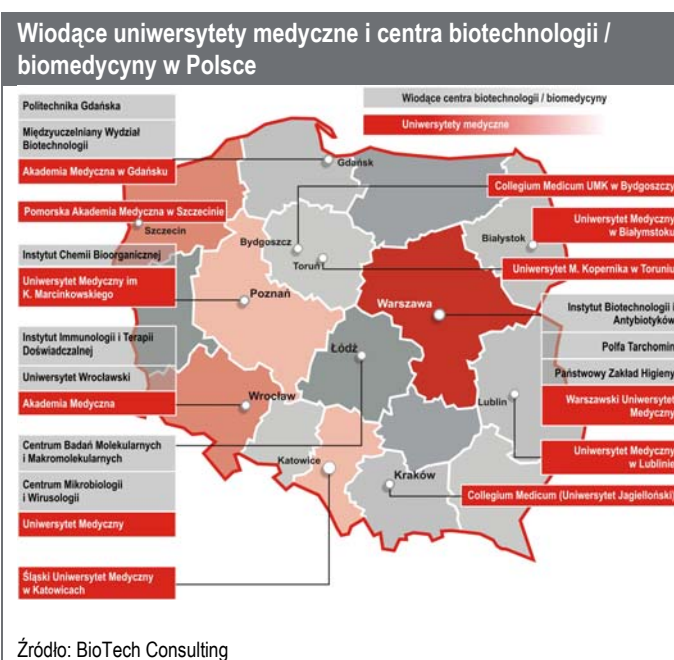 Wiodące uniwersytety medyczne i centra biotechnologii /
biomedycyny w Polsce
Wiodące centra biotechnologii / biomedycyny
Uniwersytety medyczne
Politechnika Gdańska
Międzyuczelniany Wydział
Biotechnologii
Akademia Medyczna w Gdańsku
Pomorska Akademia Medyczna w Szczecinie
Instytut Chemii Bioorganicznej
Uniwersytet Medyczny im
K. Marcinkowskiego
Instytut Immunologii i Terapii
Doświadczalnej
Uniwersytet Wrocławski
Akademia Medyczna
Centrum Badań Molekularnych
i Makromolekularnych
Centrum Mikrobiologii
i Wirusologii
Uniwersytet Medyczny
Śląski Uniwersytet Medyczny
w Katowicach
Gdańsk
Szczecin
Bydgoszcz
Toruń
Białystok
Poznań
Warszawa
Łódź
Wrocław
Lublin
Katowice
Kraków
Collegium Medicum UMK w Bydgoszczy
Uniwersytet Medyczny
w Białymstoku
Uniwersytet M. Kopernika w Toruniu
Instytut Biotechnologii i
Antybiotyków
Polfa Tarchomin
Państwowy Zakład Higieny
Warszawski Uniwersytet
Medyczny
Uniwersytet Medyczny
w Lublinie
Collegium Medicum (Uniwersytet Jagielloński)
Źródło: BioTech Consulting